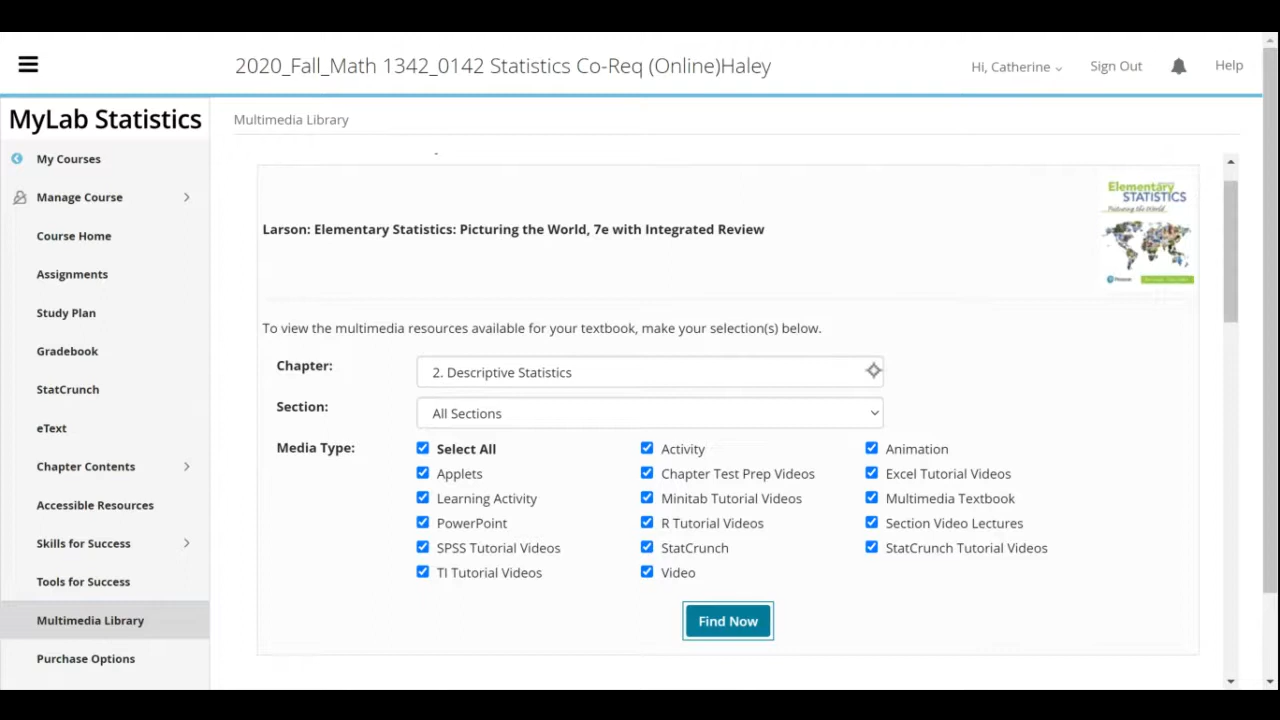 2020_Fall_Math 1342_0142 Statistics Co-Req (Online)Haley
Hi, Catherine
Sign Out
Help
MyLab Statistics
My Courses
Manage Course
Course Home
Assignments
Study Plan
Gradebook
StatCrunch
eText
Chapter Contents
Accessible Resources
Skills for Success
Tools for Success
Multimedia Library
Purchase Options
Multimedia Library
Larson: Elementary Statistics: Picturing the World, 7e with Integrated Review
Elementary
STATISTICS
Picturing the World
Pearson
To view the multimedia resources available for your textbook, make your selection(s) below.
Chapter: 2. Descriptive Statistics
Section: All Sections
Media Type: Select All Activity Animation
Applets Chapter Test Prep Videos Excel Tutorial Videos
Learning Activity Minitab Tutorial Videos Multimedia Textbook
PowerPoint R Tutorial Videos Section Video Lectures
SPSS Tutorial Videos StatCrunch StatCrunch Tutorial Videos
TI Tutorial Videos Video
Find Now